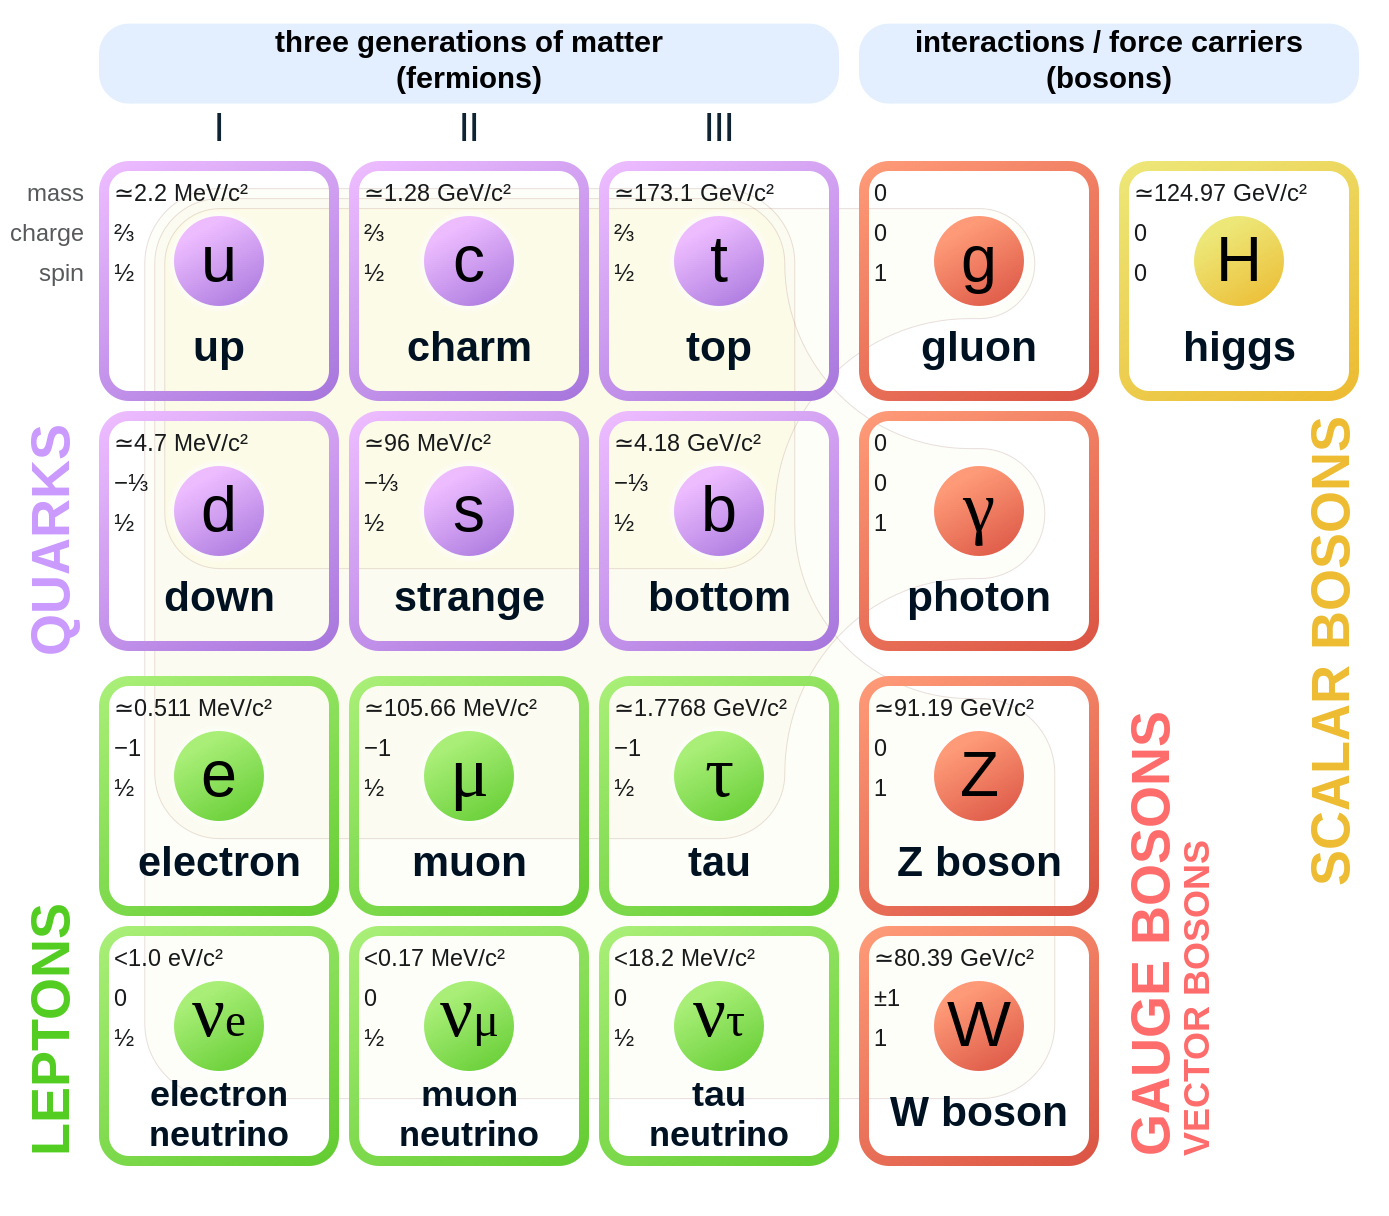 three generations of matter
(fermions)
interactions / force carriers
(bosons)
I
II
III
mass
charge
spin
≃2.2 MeV/c²
⅔
½
u
up
≃1.28 GeV/c²
⅔
½
c
charm
≃173.1 GeV/c²
⅔
½
t
top
0
0
1
g
gluon
≃124.97 GeV/c²
0
0
H
higgs
QUARKS
≃4.7 MeV/c²
−⅓
½
d
down
≃96 MeV/c²
−⅓
½
s
strange
≃4.18 GeV/c²
−⅓
½
b
bottom
0
0
1
γ
photon
SCALAR BOSONS
LEPTONS
≃0.511 MeV/c²
−1
½
e
electron
≃105.66 MeV/c²
−1
½
μ
muon
≃1.7768 GeV/c²
−1
½
τ
tau
≃91.19 GeV/c²
0
1
Z
Z boson
GAUGE BOSONS
VECTOR BOSONS
<1.0 eV/c²
0
½
νe
electron
neutrino
<0.17 MeV/c²
0
½
νμ
muon
neutrino
<18.2 MeV/c²
0
½
ντ
tau
neutrino
≃80.39 GeV/c²
±1
1
W
W boson